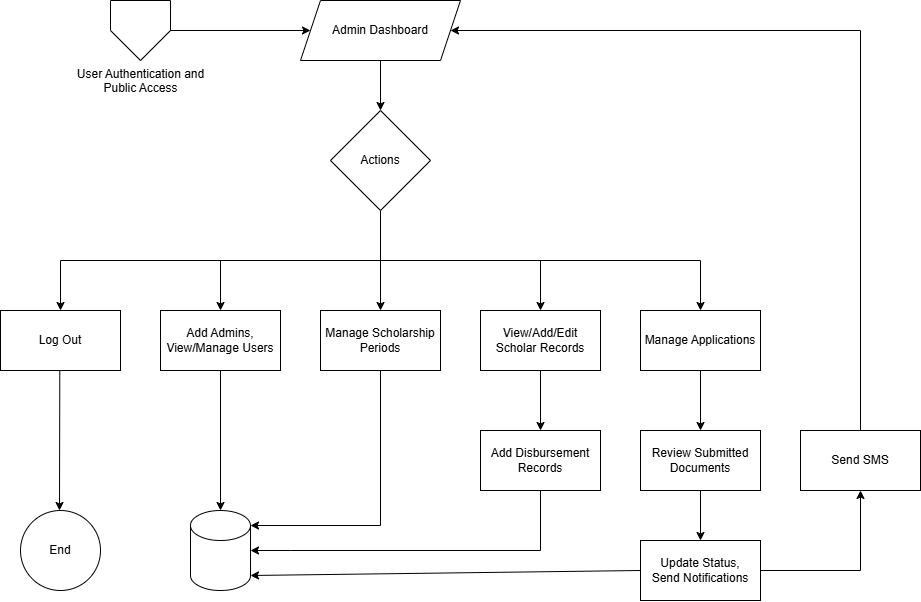 Admin Dashboard
User Authentication and
Public Access
Actions
Log Out
Add Admins,
View/Manage Users
Manage Scholarship
Periods
View/Add/Edit
Scholar Records
Manage Applications
Add Disbursement
Records
Review Submitted
Documents
Send SMS
End
Update Status,
Send Notifications